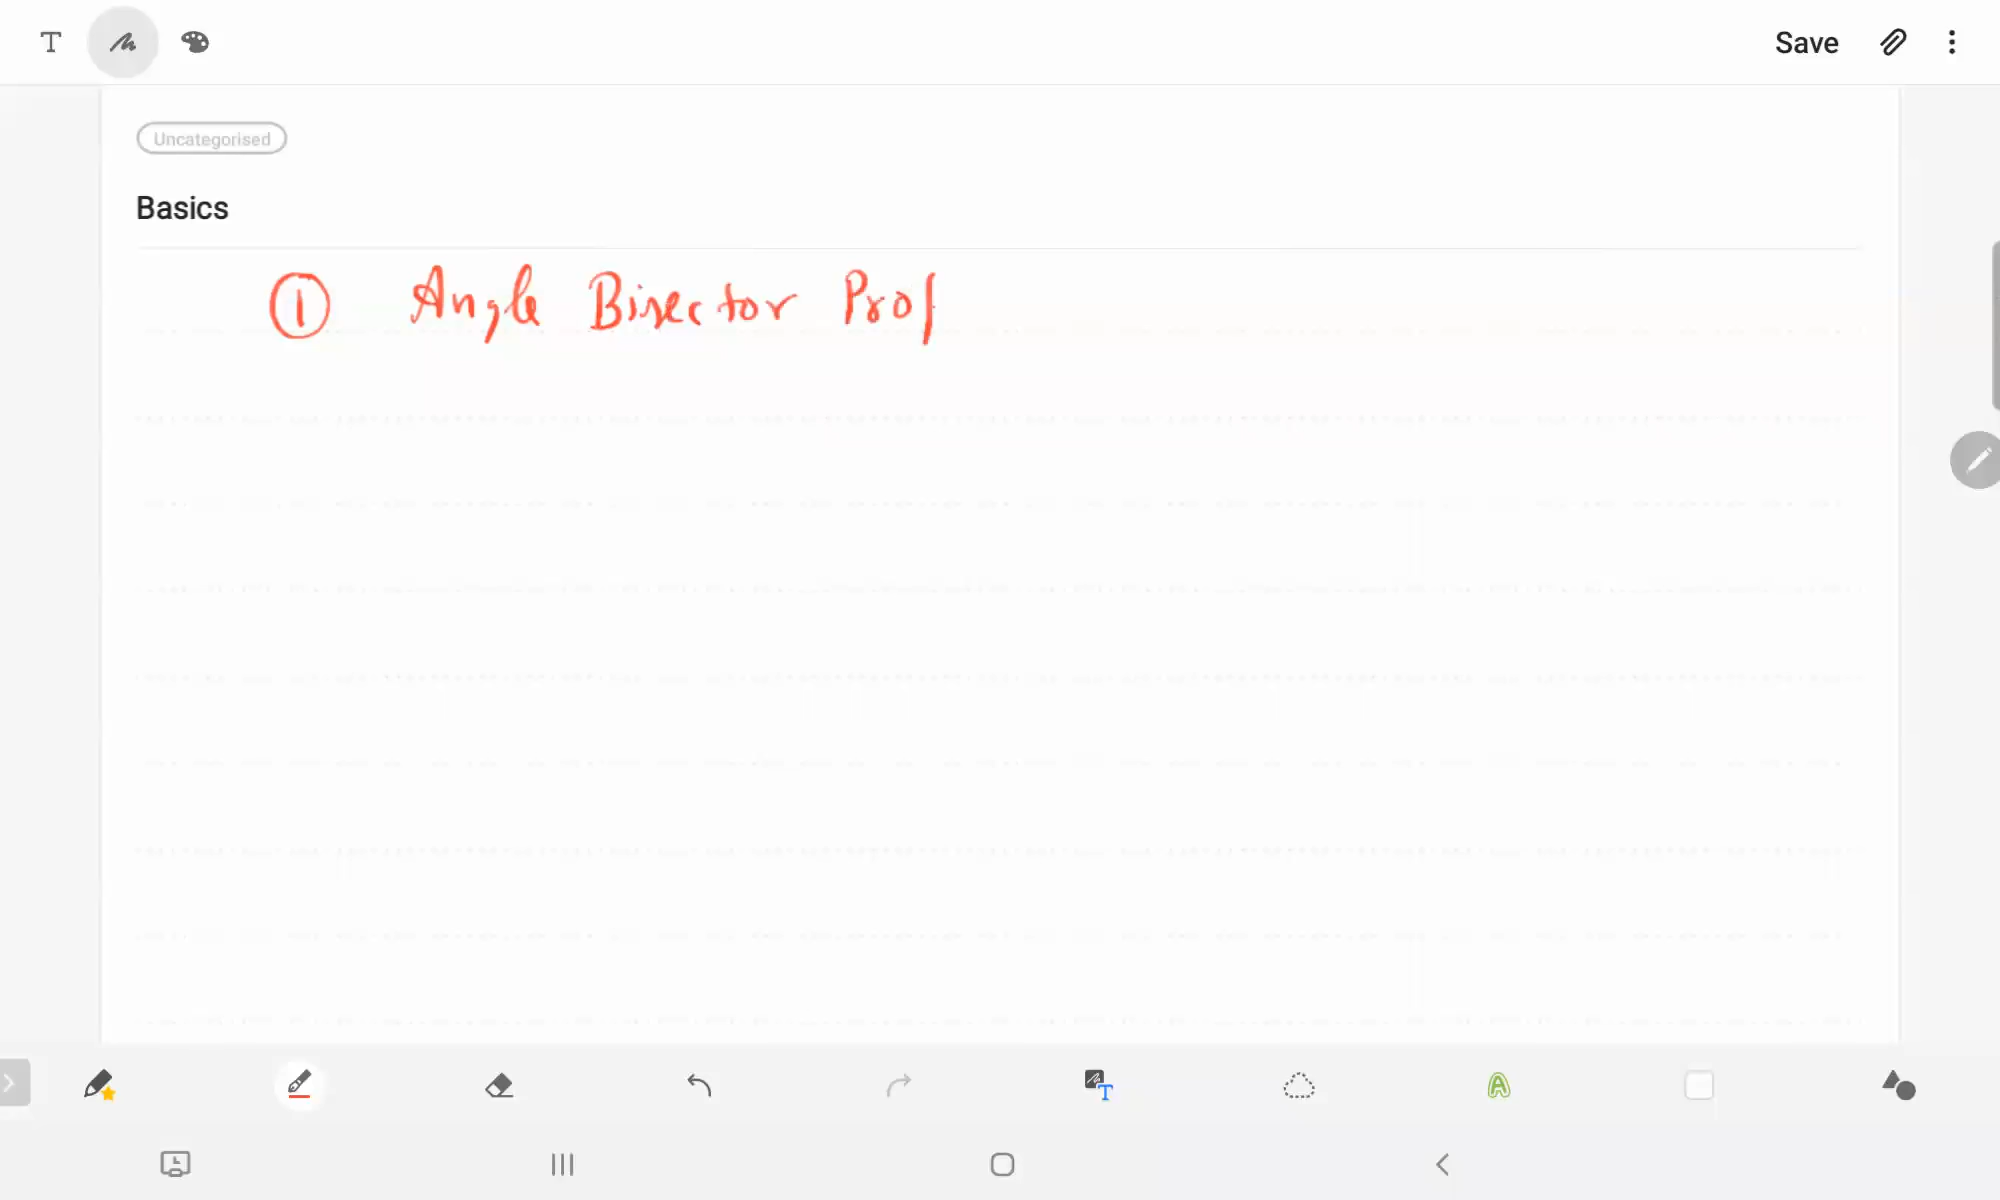 Save
Uncategorised
Basics
① Angle Bisector Prof